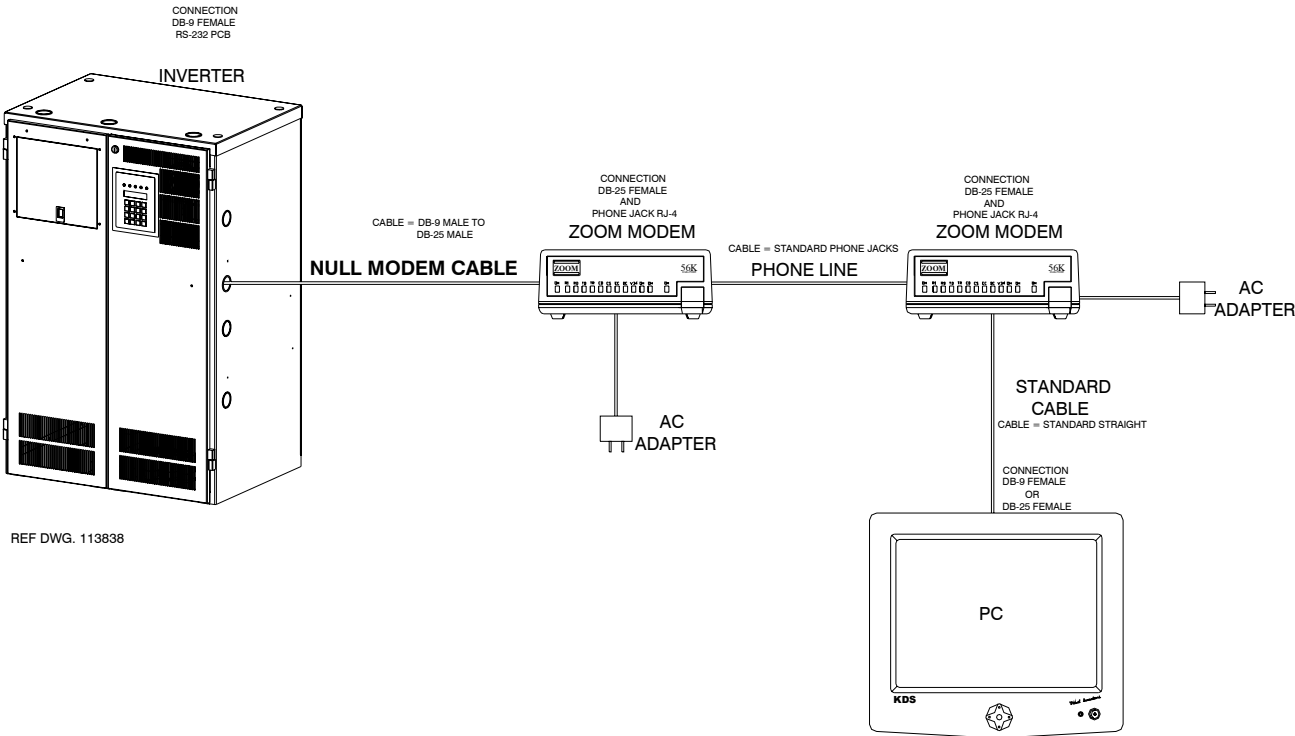 CONNECTION
DB-9 FEMALE
RS-232 PCB
INVERTER
CABLE = DB-9 MALE TO
DB-25 MALE
NULL MODEM CABLE
CONNECTION
DB-25 FEMALE
AND
PHONE JACK RJ-4
ZOOM MODEM
ZOOM
56K
CABLE = STANDARD PHONE JACKS
PHONE LINE
CONNECTION
DB-25 FEMALE
AND
PHONE JACK RJ-4
ZOOM MODEM
ZOOM
56K
AC
ADAPTER
AC
ADAPTER
STANDARD
CABLE
CABLE = STANDARD STRAIGHT
CONNECTION
DB-9 FEMALE
OR
DB-25 FEMALE
REF DWG. 113838
PC
KDS